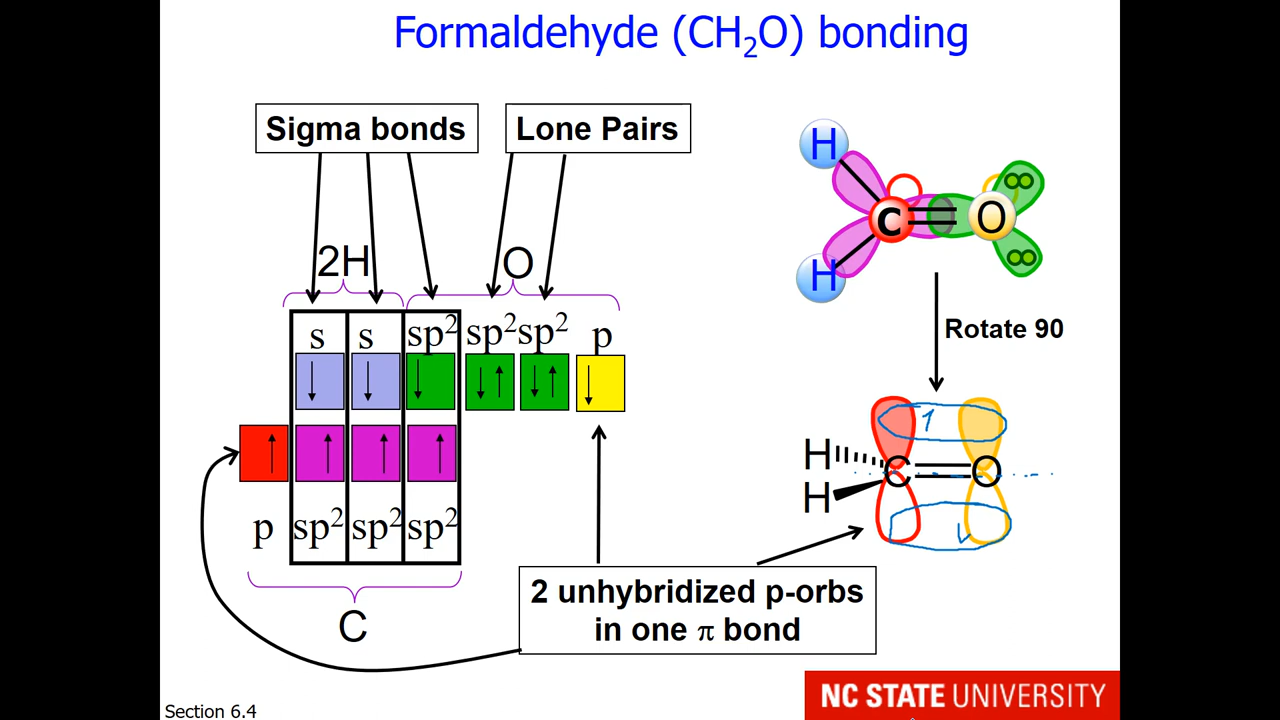 Formaldehyde (CH₂O) bonding
Sigma bonds
Lone Pairs
2H
O
s s sp² sp² sp² p
p sp² sp² sp²
C
H
C O
H
Rotate 90
1
H
C O
H
2 unhybridized p-orbs
in one π bond
NC STATE UNIVERSITY
Section 6.4